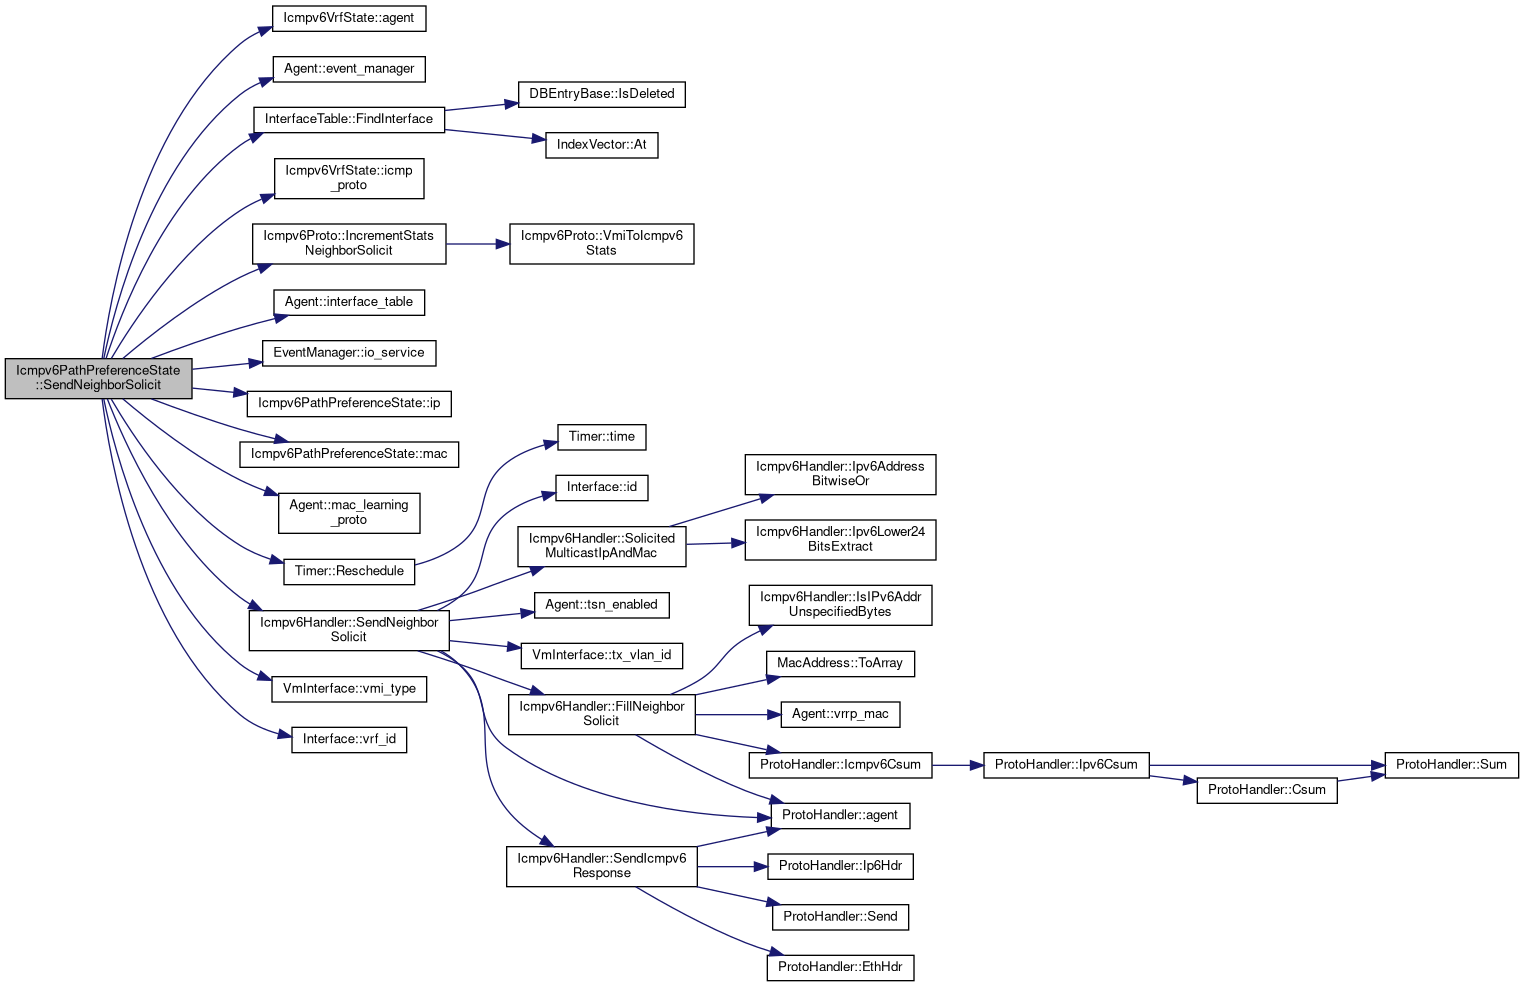 Icmpv6PathPreferenceState
::SendNeighborSolicit
Icmpv6VrfState::agent
Agent::event_manager
InterfaceTable::FindInterface
DBEntryBase::IsDeleted
IndexVector::At
Icmpv6VrfState::icmp
_proto
Icmpv6Proto::IncrementStats
NeighborSolicit
Icmpv6Proto::VmiToIcmpv6
Stats
Agent::interface_table
EventManager::io_service
Icmpv6PathPreferenceState::ip
Icmpv6PathPreferenceState::mac
Agent::mac_learning
_proto
Timer::Reschedule
Timer::time
Icmpv6Handler::SendNeighbor
Solicit
Interface::id
Icmpv6Handler::Solicited
MulticastIpAndMac
Icmpv6Handler::Ipv6Address
BitwiseOr
Icmpv6Handler::Ipv6Lower24
BitsExtract
Agent::tsn_enabled
VmInterface::tx_vlan_id
Icmpv6Handler::FillNeighbor
Solicit
Icmpv6Handler::IsIPv6Addr
UnspecifiedBytes
MacAddress::ToArray
Agent::vrrp_mac
ProtoHandler::Icmpv6Csum
ProtoHandler::Ipv6Csum
ProtoHandler::Sum
ProtoHandler::Csum
ProtoHandler::agent
Icmpv6Handler::SendIcmpv6
Response
ProtoHandler::Ip6Hdr
ProtoHandler::Send
ProtoHandler::EthHdr
VmInterface::vmi_type
Interface::vrf_id